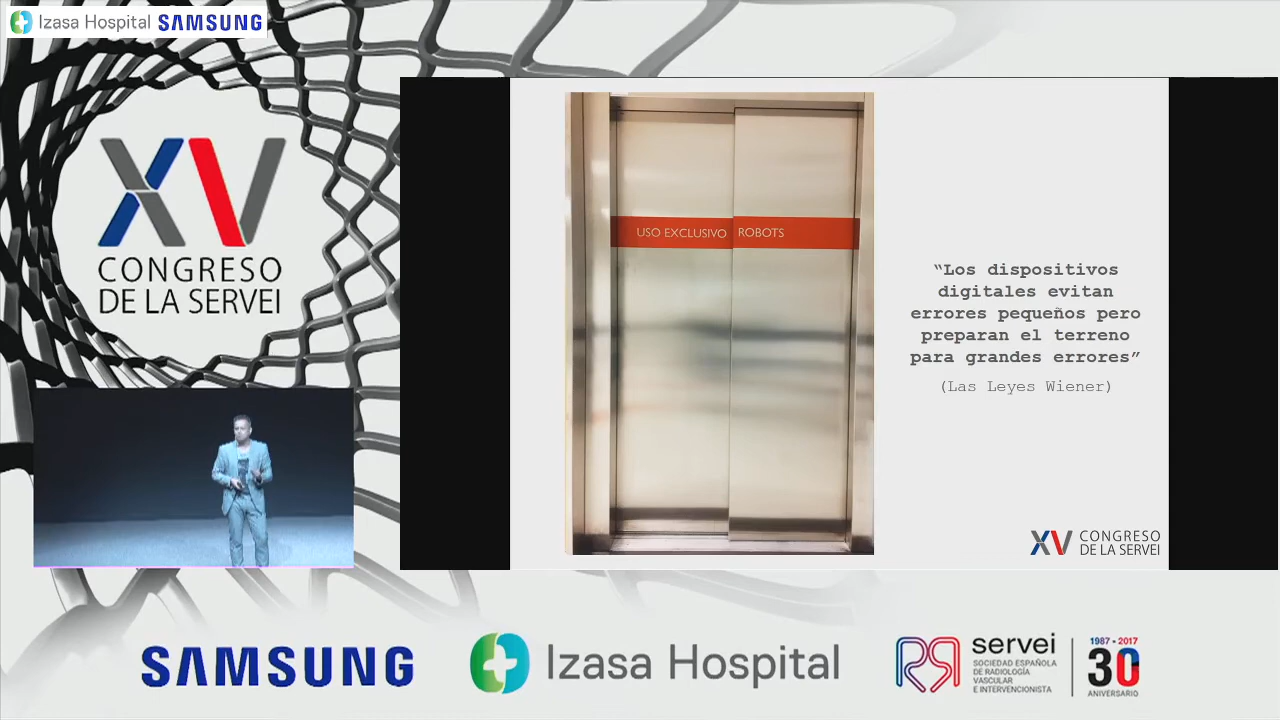 Izasa Hospital SAMSUNG
XV
CONGRESO
DE LA SERVEI
USO EXCLUSIVO ROBOTS
“Los dispositivos
digitales evitan
errores pequeños pero
preparan el terreno
para grandes errores”
(Las Leyes Wiener)
XV CONGRESO
DE LA SERVEI
SAMSUNG
Izasa Hospital
servei
SOCIEDAD ESPAÑOLA
DE RADIOLOGÍA
VASCULAR
E INTERVENCIONISTA
1987 • 2017
30
ANIVERSARIO